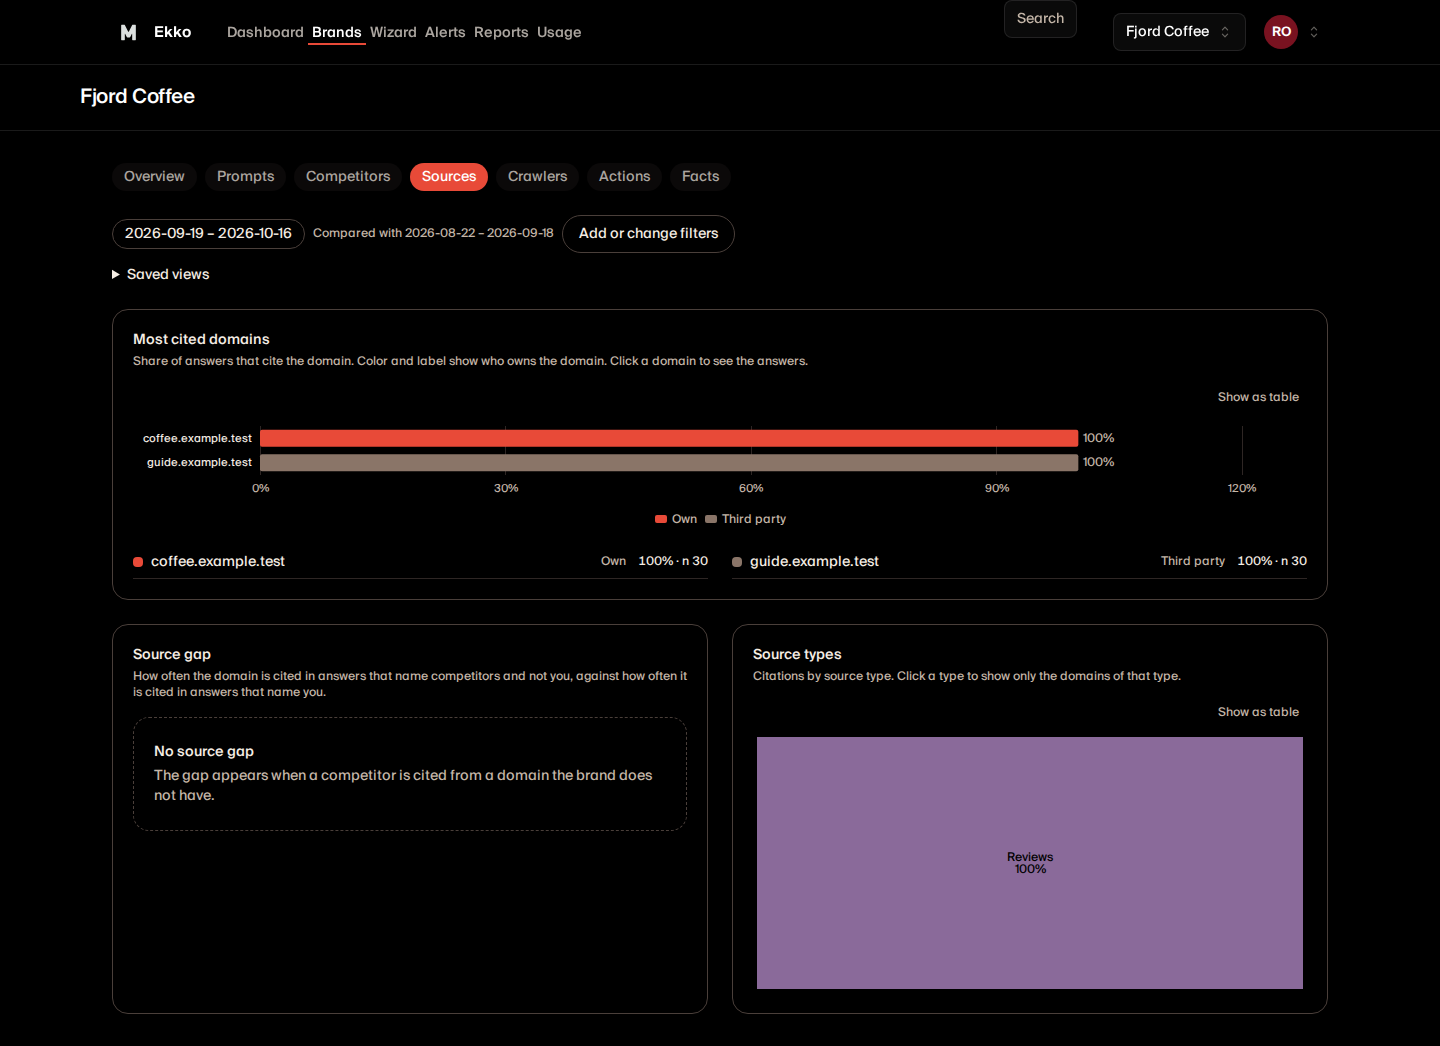 Ekko
Dashboard Brands Wizard Alerts Reports Usage
Search
Fjord Coffee
RO
Fjord Coffee
Overview
Prompts
Competitors
Sources
Crawlers
Actions
Facts
2026-09-19 – 2026-10-16
Compared with 2026-08-22 – 2026-09-18
Add or change filters
Saved views
Most cited domains
Share of answers that cite the domain. Color and label show who owns the domain. Click a domain to see the answers.
Show as table
coffee.example.test
100%
guide.example.test
100%
0%
30%
60%
90%
120%
Own
Third party
coffee.example.test
Own
100% · n 30
guide.example.test
Third party
100% · n 30
Source gap
How often the domain is cited in answers that name competitors and not you, against how often it
is cited in answers that name you.
No source gap
The gap appears when a competitor is cited from a domain the brand does
not have.
Source types
Citations by source type. Click a type to show only the domains of that type.
Show as table
Reviews
100%